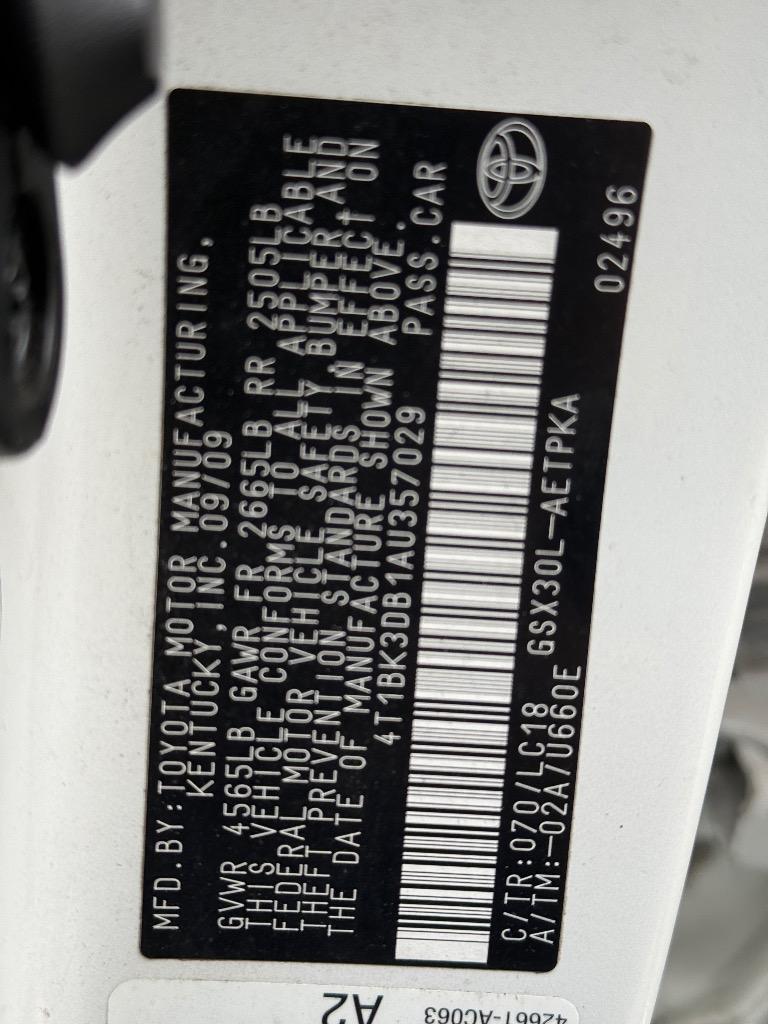 MFD.BY:TOYOTA MOTOR MANUFACTURING,
KENTUCKY,INC.09/09
GVWR 4565LB GAWR FR 2665LB RR 2505LB
THIS VEHICLE CONFORMS TO ALL APPLICABLE
FEDERAL MOTOR VEHICLE SAFETY, BUMPER, AND
THEFT PREVENTION STANDARDS IN EFFECT ON
THE DATE OF MANUFACTURE SHOWN ABOVE.
4T1BK3DB1AU357029 PASS.CAR
C/TR:070/LC18 GSX30L-AETPKA
A/TM:-02A/U660E 02496
A2
42661-AC063